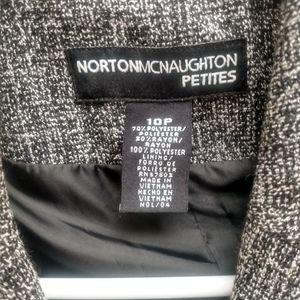 NORTONMCNAUGHTON
PETITES
10P
70% POLYESTER/
POLIESTER
30% RAYON/
RAYON
100% POLYESTER
LINING/
FORRO DE
POLIESTER
RN67603
MADE IN
VIETNAM
HECHO EN
VIETNAM
NOL/04